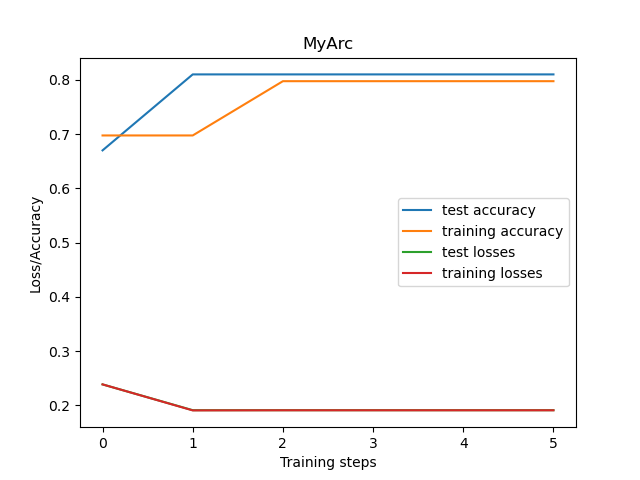 MyArc
Loss/Accuracy
0.8
0.7
0.6
0.5
0.4
0.3
0.2
test accuracy
training accuracy
test losses
training losses
0 1 2 3 4 5
Training steps